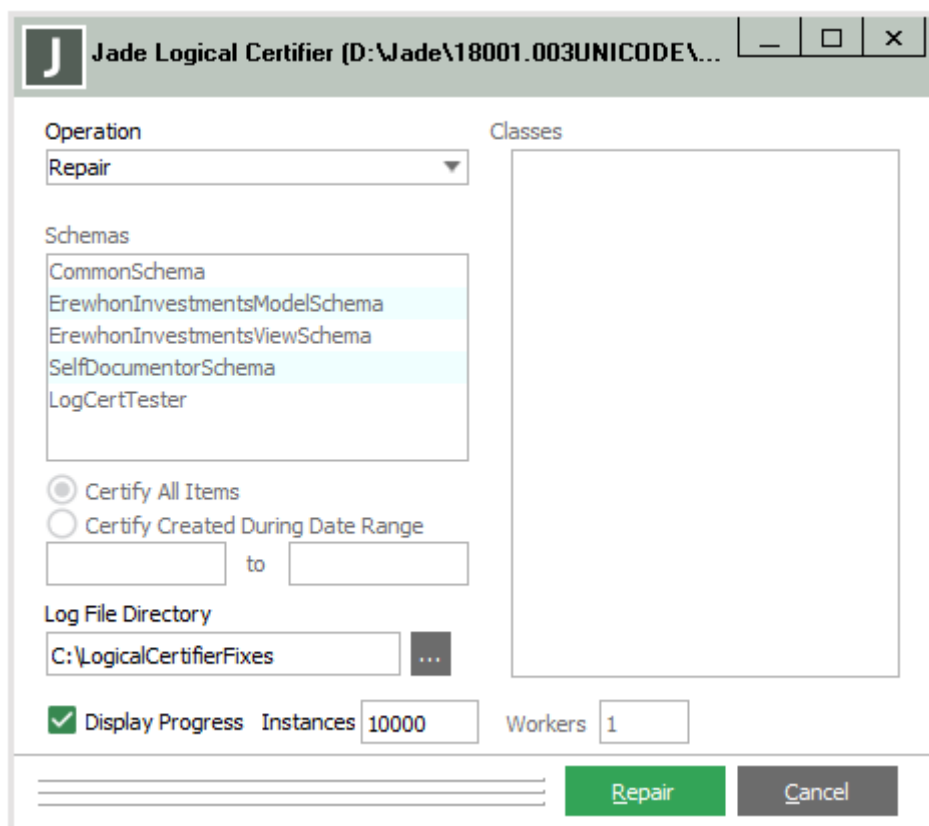 J Jade Logical Certifier (D:\Jade\18001.003UNICODE\...
Operation
Repair
Schemas
CommonSchema
ErewhonInvestmentsModelSchema
ErewhonInvestmentsViewSchema
SelfDocumentorSchema
LogCertTester
Certify All Items
Certify Created During Date Range
to
Log File Directory
C:\LogicalCertifierFixes ...
Classes
Display Progress Instances 10000 Workers 1
Repair Cancel